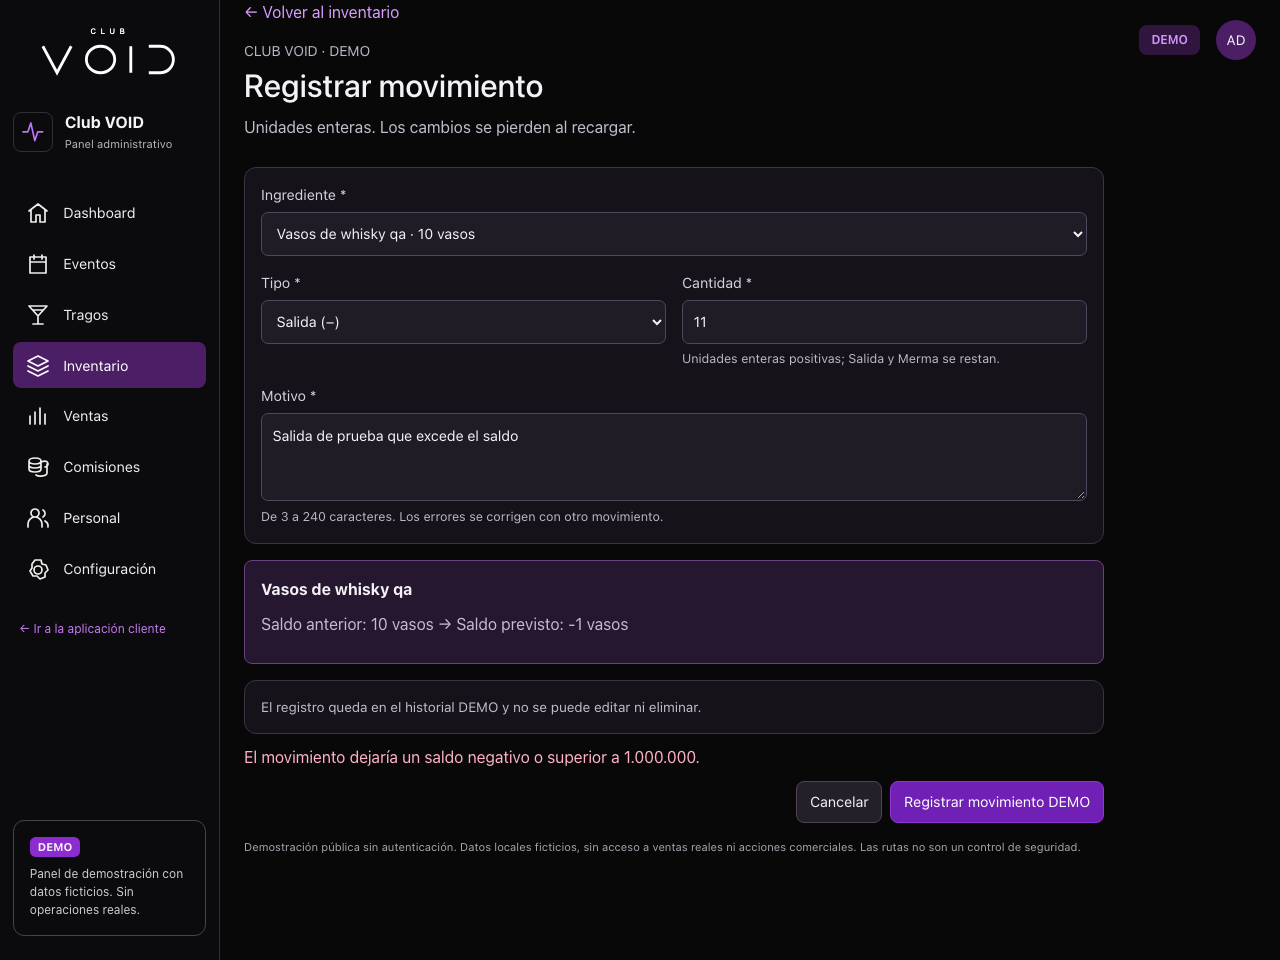 CLUB
VOID
Club VOID
Panel administrativo
Dashboard
Eventos
Tragos
Inventario
Ventas
Comisiones
Personal
Configuración
← Ir a la aplicación cliente
DEMO
Panel de demostración con
datos ficticios. Sin
operaciones reales.
← Volver al inventario
DEMO
AD
CLUB VOID · DEMO
Registrar movimiento
Unidades enteras. Los cambios se pierden al recargar.
Ingrediente *
Vasos de whisky qa · 10 vasos
Tipo *
Cantidad *
Salida (−)
11
Unidades enteras positivas; Salida y Merma se restan.
Motivo *
Salida de prueba que excede el saldo
De 3 a 240 caracteres. Los errores se corrigen con otro movimiento.
Vasos de whisky qa
Saldo anterior: 10 vasos → Saldo previsto: -1 vasos
El registro queda en el historial DEMO y no se puede editar ni eliminar.
El movimiento dejaría un saldo negativo o superior a 1.000.000.
Cancelar
Registrar movimiento DEMO
Demostración pública sin autenticación. Datos locales ficticios, sin acceso a ventas reales ni acciones comerciales. Las rutas no son un control de seguridad.